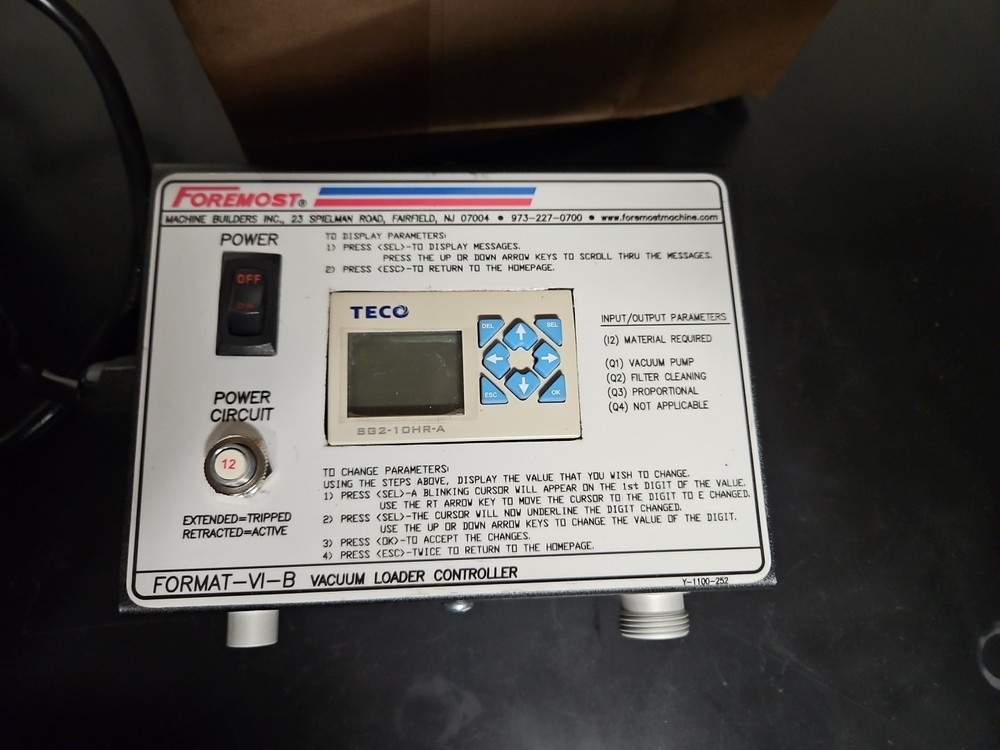 FOREMOST®
MACHINE BUILDERS INC., 23 SPIELMAN ROAD, FAIRFIELD, NJ 07004 • 973-227-0700 • www.foremostmachine.com
POWER
OFF
ON
TO DISPLAY PARAMETERS:
1) PRESS <SEL>-TO DISPLAY MESSAGES.
PRESS THE UP OR DOWN ARROW KEYS TO SCROLL THRU THE MESSAGES.
2) PRESS <ESC>-TO RETURN TO THE HOMEPAGE.
TECO
DEL
SEL
ESC
OK
SG2-10HR-A
INPUT/OUTPUT PARAMETERS
(I2) MATERIAL REQUIRED
(Q1) VACUUM PUMP
(Q2) FILTER CLEANING
(Q3) PROPORTIONAL
(Q4) NOT APPLICABLE
POWER
CIRCUIT
12
EXTENDED=TRIPPED
RETRACTED=ACTIVE
TO CHANGE PARAMETERS:
USING THE STEPS ABOVE, DISPLAY THE VALUE THAT YOU WISH TO CHANGE.
1) PRESS <SEL>-A BLINKING CURSOR WILL APPEAR ON THE 1st DIGIT OF THE VALUE.
USE THE RT ARROW KEY TO MOVE THE CURSOR TO THE DIGIT TO E CHANGED.
2) PRESS <SEL>-THE CURSOR WILL NOW UNDERLINE THE DIGIT CHANGED.
USE THE UP OR DOWN ARROW KEYS TO CHANGE THE VALUE OF THE DIGIT.
3) PRESS <OK>-TO ACCEPT THE CHANGES.
4) PRESS <ESC>-TWICE TO RETURN TO THE HOMEPAGE.
FORMAT-VI-B VACUUM LOADER CONTROLLER
Y-1100-252